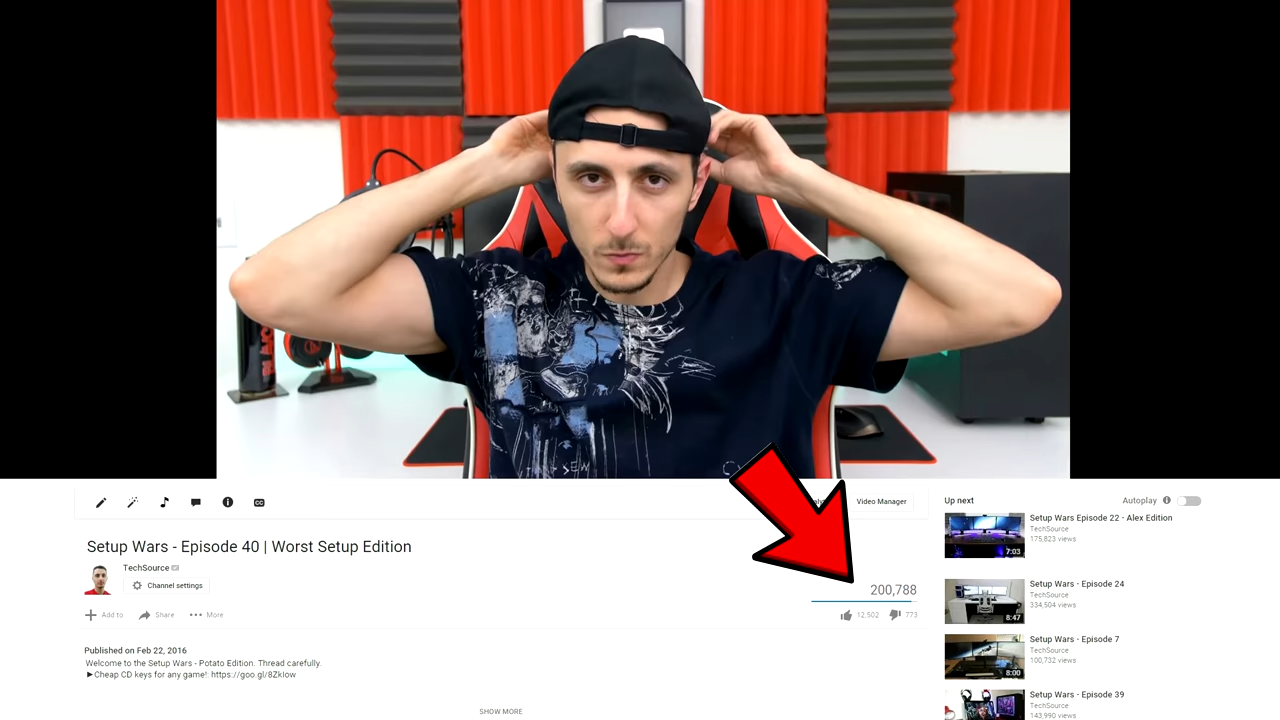 Video Manager
Setup Wars - Episode 40 | Worst Setup Edition
TechSource
Channel settings
200,788
Add to
Share
More
12,502
773
Published on Feb 22, 2016
Welcome to the Setup Wars - Potato Edition. Thread carefully.
►Cheap CD keys for any game!: https://goo.gl/8Zklow
SHOW MORE
Up next
Autoplay
Setup Wars Episode 22 - Alex Edition
TechSource
175,823 views
7:03
Setup Wars - Episode 24
TechSource
334,504 views
8:47
Setup Wars - Episode 7
TechSource
100,732 views
8:00
Setup Wars - Episode 39
TechSource
143,990 views